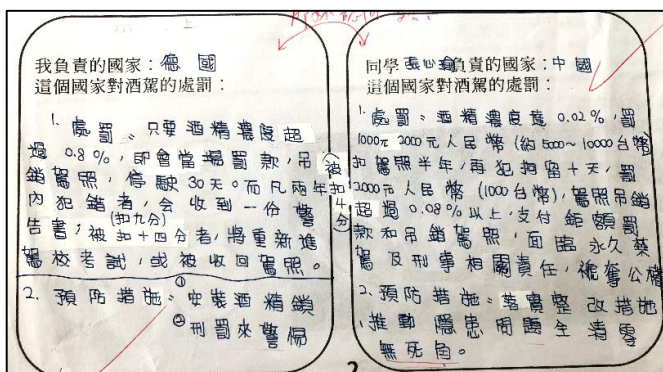 我負責的國家：德國
這個國家對酒駕的處罰：
1. 處罰：只要酒精濃度超
過 0.8%，即會當場罰款，吊
銷駕照，停駛30天。而凡兩年(被扣4分)
內犯錯者，會收到一份警
告書；(扣九分)被扣十四分者，將重新進
駕校考試，或被收回駕照。
2. 預防措施：①安裝酒精鎖
②刑罰來警惕
同學 張心 負責的國家：中國
這個國家對酒駕的處罰：
1. 處罰：酒精濃度達 0.02%，罰
1000元 2000元人民幣(約5000~10000台幣)
扣駕照半年，再犯拘留十天，罰
2000元人民幣(1000台幣)，駕照吊銷
超過0.08%以上，支付鉅額罰
款和吊銷駕照，面臨永久禁
駕及刑事相關責任，褫奪公權
2. 預防措施：落實整改措施
，推動隱患問題全清零
無死角。